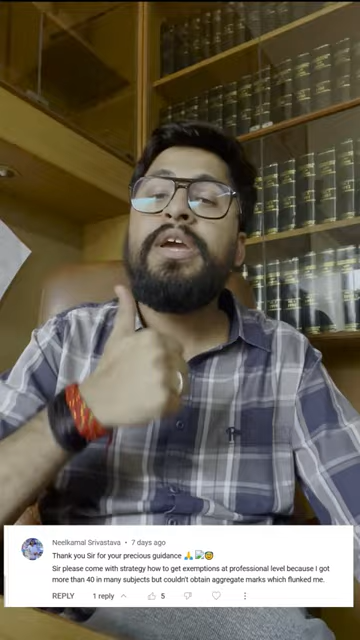 Neelkamal Srivastava • 7 days ago
Thank you Sir for your precious guidance 🙏
Sir please come with strategy how to get exemptions at professional level because I got
more than 40 in many subjects but couldn't obtain aggregate marks which flunked me.
REPLY 1 reply 5